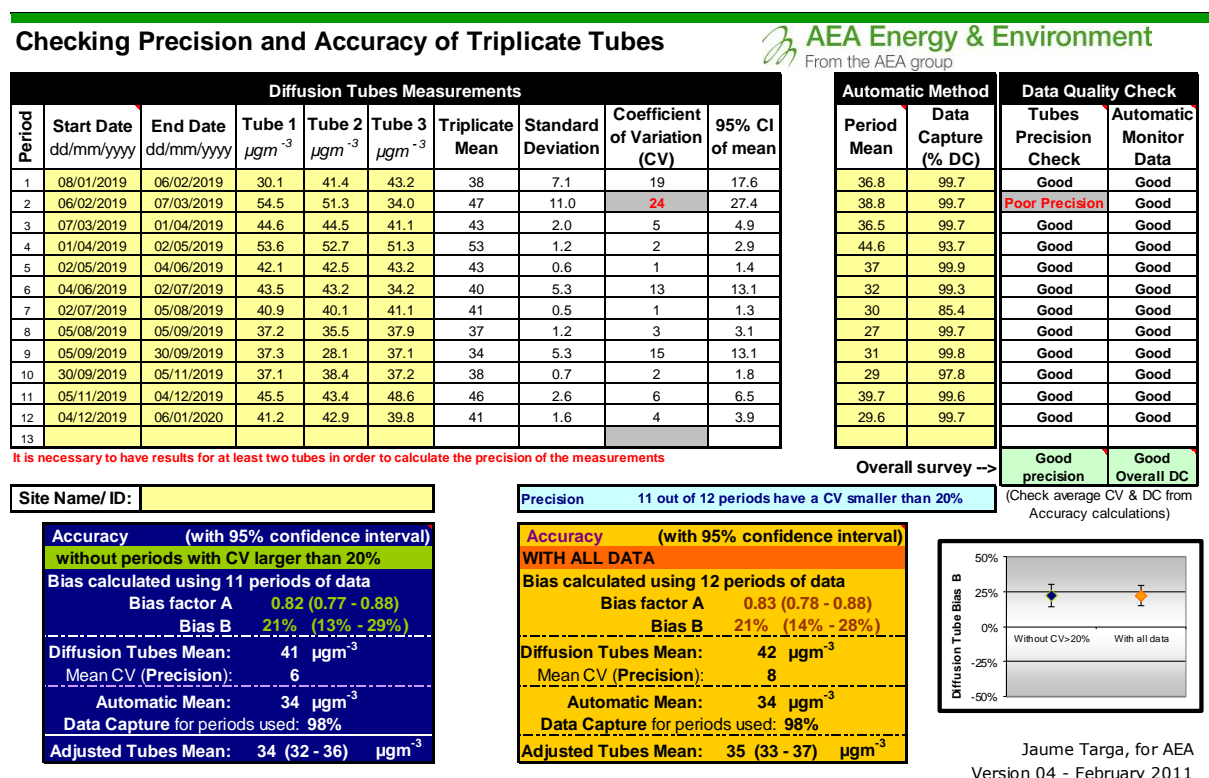 Checking Precision and Accuracy of Triplicate Tubes
AEA Energy & Environment
From the AEA group
Diffusion Tubes Measurements
Automatic Method
Data Quality Check
Period
Start Date dd/mm/yyyy
End Date dd/mm/yyyy
Tube 1 µgm -3
Tube 2 µgm -3
Tube 3 µgm -3
Triplicate Mean
Standard Deviation
Coefficient of Variation (CV)
95% CI of mean
Period Mean
Data Capture (% DC)
Tubes Precision Check
Automatic Monitor Data
1 08/01/2019 06/02/2019 30.1 41.4 43.2 38 7.1 19 17.6 36.8 99.7 Good Good
2 06/02/2019 07/03/2019 54.5 51.3 34.0 47 11.0 24 27.4 38.8 99.7 Poor Precision Good
3 07/03/2019 01/04/2019 44.6 44.5 41.1 43 2.0 5 4.9 36.5 99.7 Good Good
4 01/04/2019 02/05/2019 53.6 52.7 51.3 53 1.2 2 2.9 44.6 93.7 Good Good
5 02/05/2019 04/06/2019 42.1 42.5 43.2 43 0.6 1 1.4 37 99.9 Good Good
6 04/06/2019 02/07/2019 43.5 43.2 34.2 40 5.3 13 13.1 32 99.3 Good Good
7 02/07/2019 05/08/2019 40.9 40.1 41.1 41 0.5 1 1.3 30 85.4 Good Good
8 05/08/2019 05/09/2019 37.2 35.5 37.9 37 1.2 3 3.1 27 99.7 Good Good
9 05/09/2019 30/09/2019 37.3 28.1 37.1 34 5.3 15 13.1 31 99.8 Good Good
10 30/09/2019 05/11/2019 37.1 38.4 37.2 38 0.7 2 1.8 29 97.8 Good Good
11 05/11/2019 04/12/2019 45.5 43.4 48.6 46 2.6 6 6.5 39.7 99.6 Good Good
12 04/12/2019 06/01/2020 41.2 42.9 39.8 41 1.6 4 3.9 29.6 99.7 Good Good
13
It is necessary to have results for at least two tubes in order to calculate the precision of the measurements
Overall survey -->
Good precision
Good Overall DC
Site Name/ ID:
Precision 11 out of 12 periods have a CV smaller than 20%
(Check average CV & DC from
Accuracy calculations)
Accuracy (with 95% confidence interval)
without periods with CV larger than 20%
Bias calculated using 11 periods of data
Bias factor A 0.82 (0.77 - 0.88)
Bias B 21% (13% - 29%)
Diffusion Tubes Mean: 41 µgm-3
Mean CV (Precision): 6
Automatic Mean: 34 µgm-3
Data Capture for periods used: 98%
Adjusted Tubes Mean: 34 (32 - 36) µgm-3
Accuracy (with 95% confidence interval)
WITH ALL DATA
Bias calculated using 12 periods of data
Bias factor A 0.83 (0.78 - 0.88)
Bias B 21% (14% - 28%)
Diffusion Tubes Mean: 42 µgm-3
Mean CV (Precision): 8
Automatic Mean: 34 µgm-3
Data Capture for periods used: 98%
Adjusted Tubes Mean: 35 (33 - 37) µgm-3
Diffusion Tube Bias B
50%
25%
0%
-25%
-50%
Without CV>20%
With all data
Jaume Targa, for AEA
Version 04 - February 2011